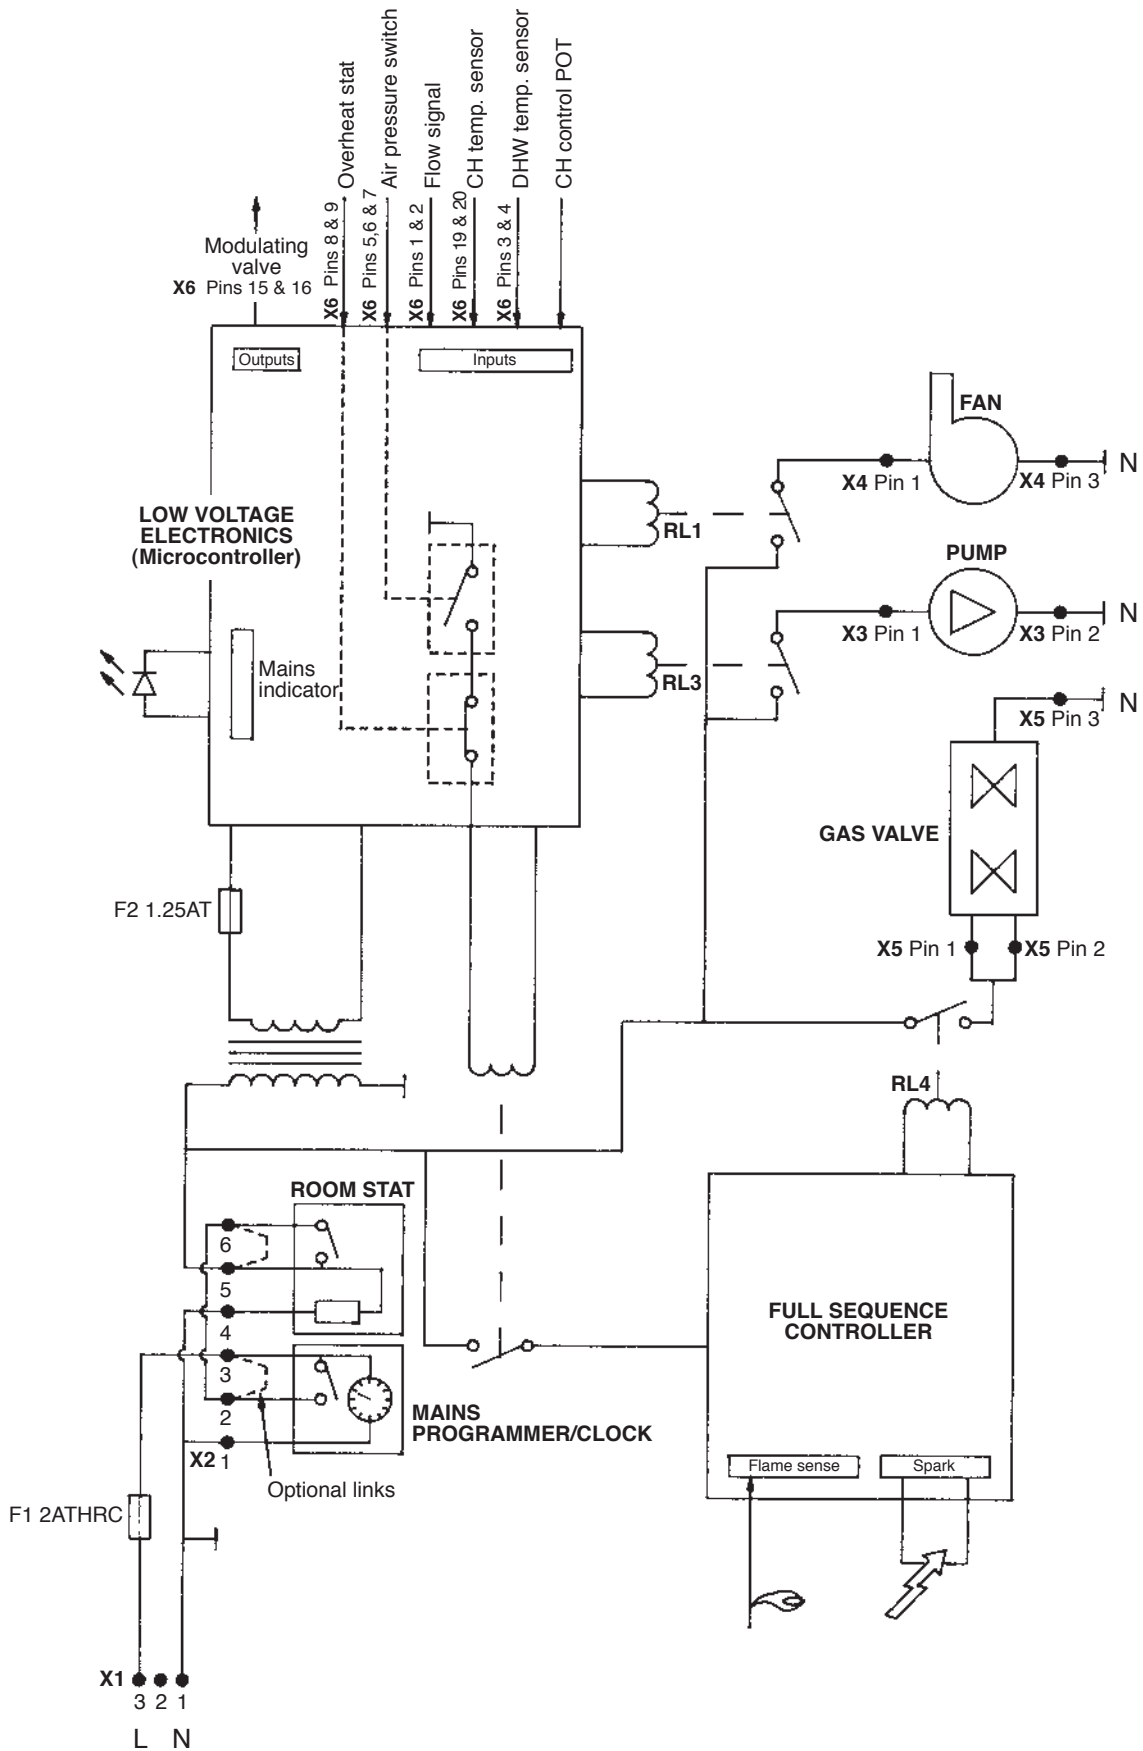 Overheat stat
Air pressure switch
Flow signal
CH temp. sensor
DHW temp. sensor
CH control POT
X6 Pins 8 & 9
X6 Pins 5,6 & 7
X6 Pins 1 & 2
X6 Pins 19 & 20
X6 Pins 3 & 4
Modulating
valve
X6 Pins 15 & 16
Outputs
Inputs
FAN
X4 Pin 1
X4 Pin 3
N
LOW VOLTAGE
ELECTRONICS
(Microcontroller)
RL1
PUMP
X3 Pin 1
X3 Pin 2
N
Mains
indicator
RL3
X5 Pin 3
N
GAS VALVE
F2 1.25AT
X5 Pin 1
X5 Pin 2
RL4
ROOM STAT
6
5
4
3
2
X2 1
MAINS
PROGRAMMER/CLOCK
Optional links
FULL SEQUENCE
CONTROLLER
Flame sense
Spark
F1 2ATHRC
X1
3 2 1
L N